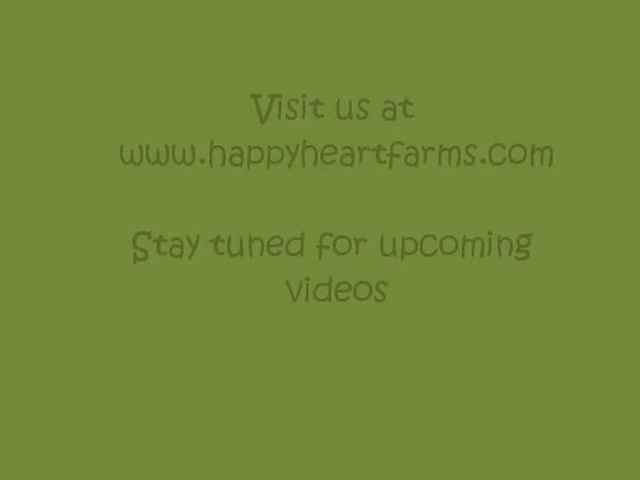 Visit us at
www.happyheartfarms.com
Stay tuned for upcoming
videos